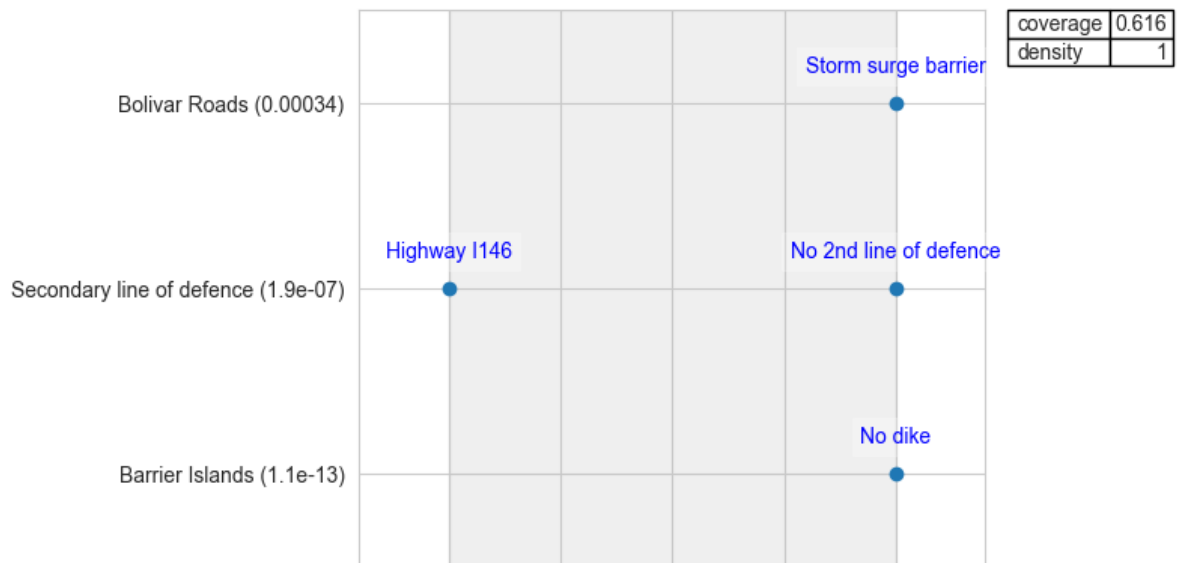 coverage 0.616
density 1
Storm surge barrier
Bolivar Roads (0.00034)
Highway I146
No 2nd line of defence
Secondary line of defence (1.9e-07)
No dike
Barrier Islands (1.1e-13)